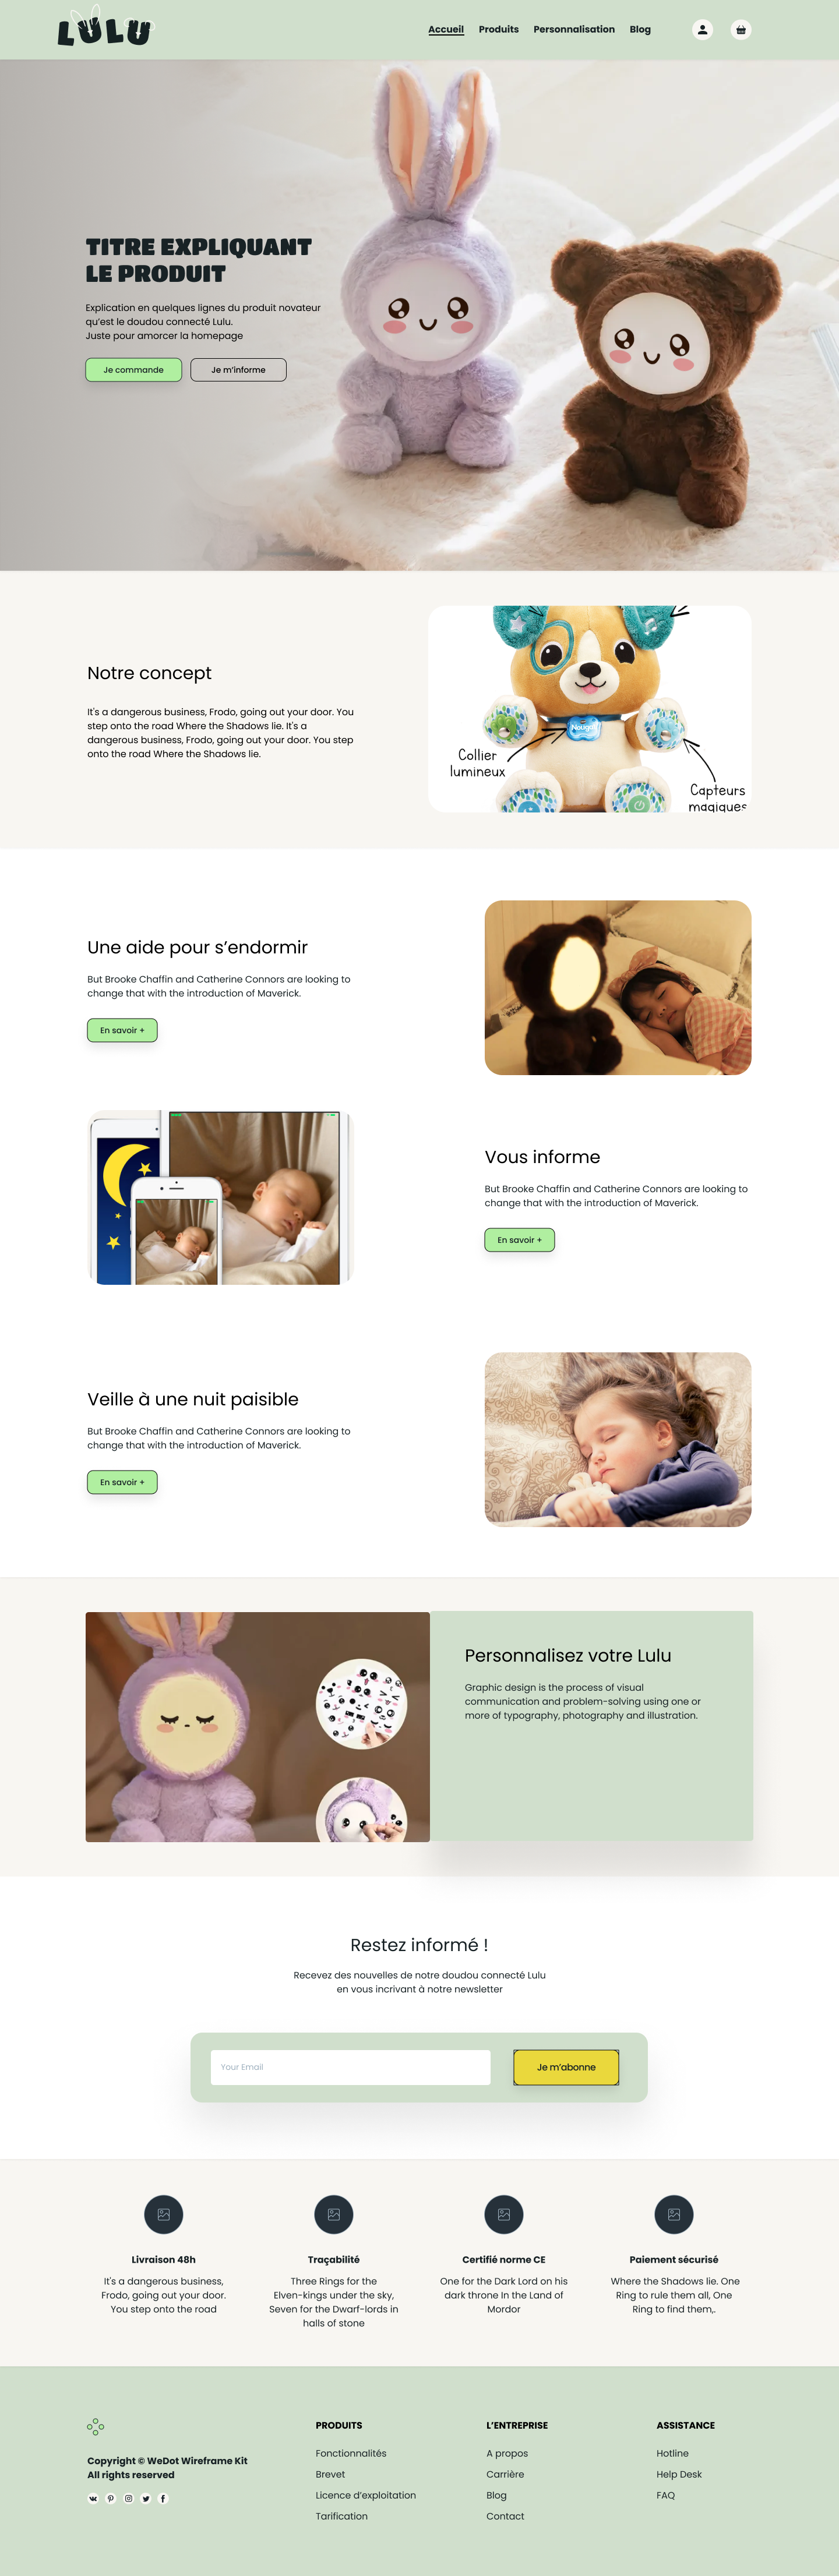 LULU
Accueil Produits Personnalisation Blog
TITRE EXPLIQUANT
LE PRODUIT
Explication en quelques lignes du produit novateur
qu'est le doudou connecté Lulu.
Juste pour amorcer la homepage
Je commande
Je m'informe
Notre concept
It's a dangerous business, Frodo, going out your door. You
step onto the road Where the Shadows lie. It's a
dangerous business, Frodo, going out your door. You step
onto the road Where the Shadows lie.
Nougat
Collier
lumineux
Capteurs
magiques
Une aide pour s'endormir
But Brooke Chaffin and Catherine Connors are looking to
change that with the introduction of Maverick.
En savoir +
Vous informe
But Brooke Chaffin and Catherine Connors are looking to
change that with the introduction of Maverick.
En savoir +
Veille à une nuit paisible
But Brooke Chaffin and Catherine Connors are looking to
change that with the introduction of Maverick.
En savoir +
Personnalisez votre Lulu
Graphic design is the process of visual
communication and problem-solving using one or
more of typography, photography and illustration.
Restez informé !
Recevez des nouvelles de notre doudou connecté Lulu
en vous incrivant à notre newsletter
Your Email
Je m'abonne
Livraison 48h
It's a dangerous business,
Frodo, going out your door.
You step onto the road
Traçabilité
Three Rings for the
Elven-kings under the sky,
Seven for the Dwarf-lords in
halls of stone
Certifié norme CE
One for the Dark Lord on his
dark throne In the Land of
Mordor
Paiement sécurisé
Where the Shadows lie. One
Ring to rule them all, One
Ring to find them,.
Copyright © WeDot Wireframe Kit
All rights reserved
PRODUITS
Fonctionnalités
Brevet
Licence d'exploitation
Tarification
L'ENTREPRISE
A propos
Carrière
Blog
Contact
ASSISTANCE
Hotline
Help Desk
FAQ